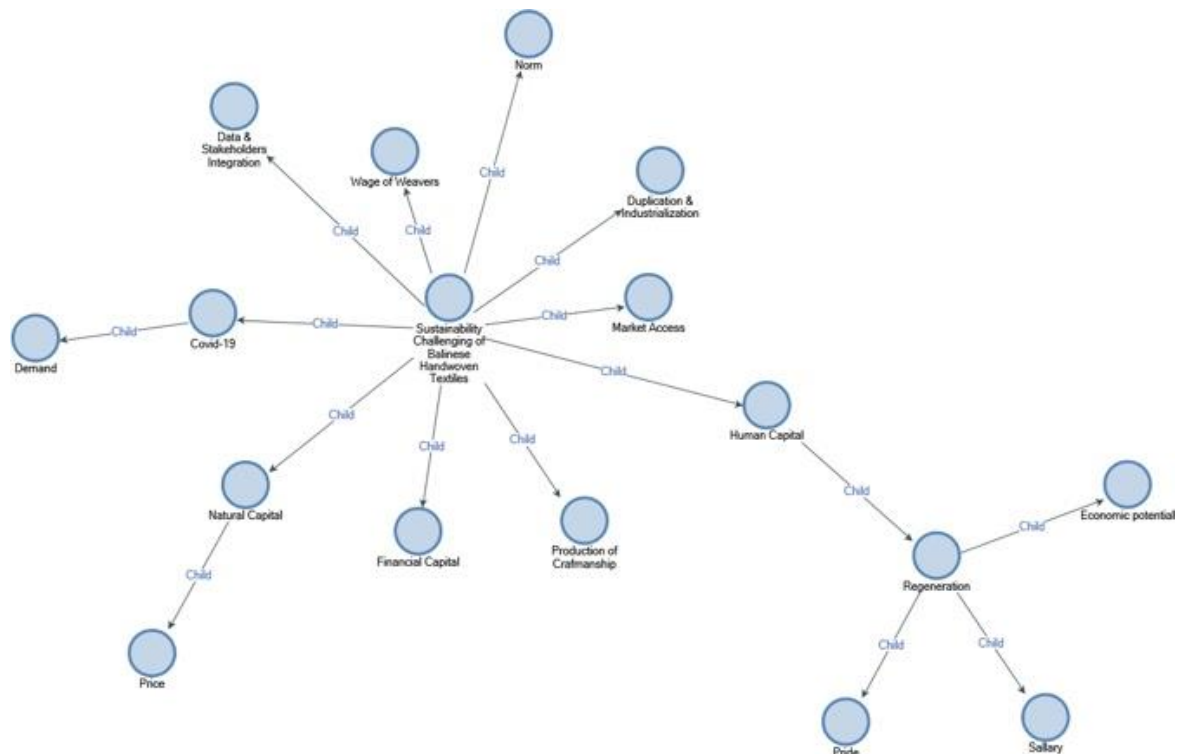 Norm
Data &
Stakeholders
Integration
Wage of Weavers
Child
Duplication &
Industrialization
Child
Child
Child
Sustainability
Challenging of
Balinese
Handwoven
Textiles
Child
Market Access
Child
Child
Covid-19
Child
Demand
Child
Human Capital
Child
Natural Capital
Child
Financial Capital
Child
Production of
Crafmanship
Child
Price
Child
Regeneration
Child
Economic potential
Child
Pride
Child
Sallary